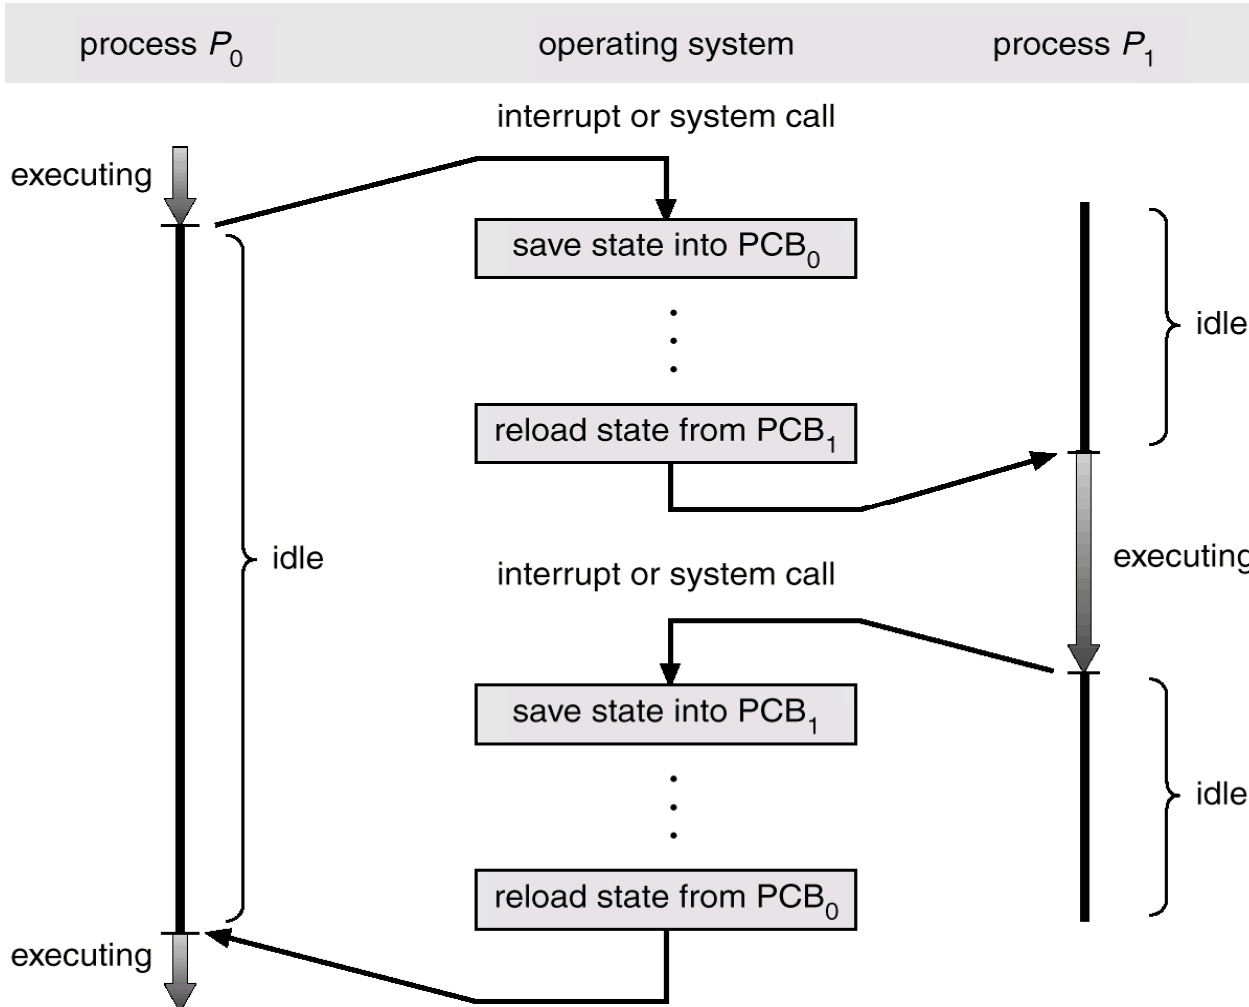 process P₀ operating system process P₁
interrupt or system call
executing
save state into PCB₀
idle
reload state from PCB₁
idle
interrupt or system call
executing
save state into PCB₁
idle
reload state from PCB₀
executing